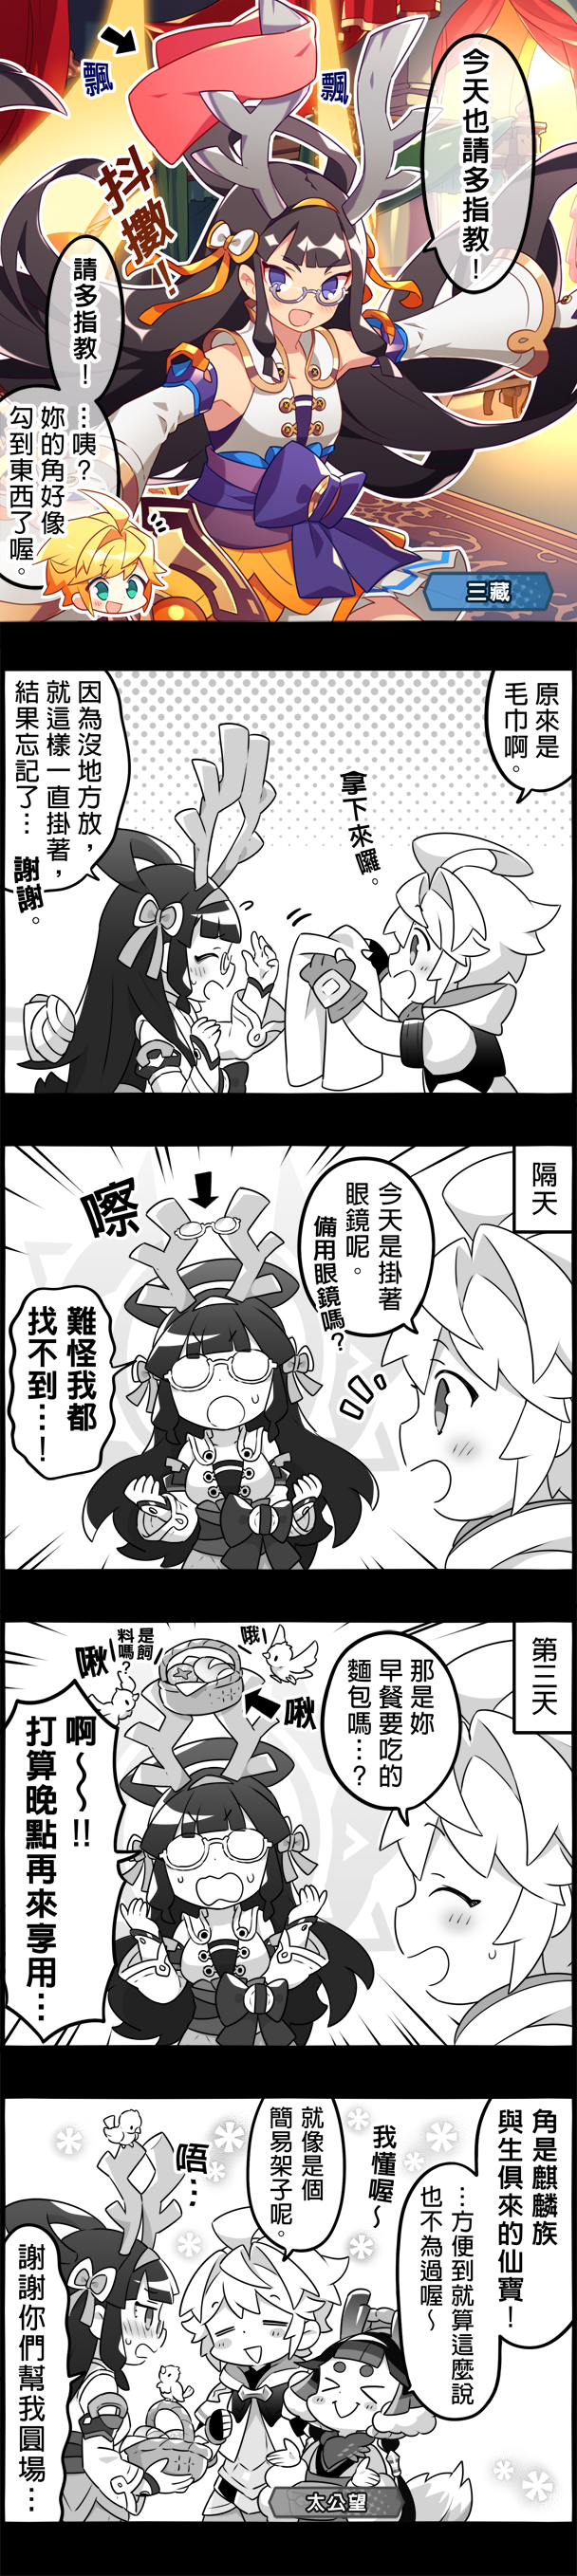 今天也請多指教！
飄
飄
抖擻！
請多指教！
…咦？
妳的角好像
勾到東西了喔。
三藏
原來是
毛巾啊。
拿下來囉。
因為沒地方放，
就這樣一直掛著，
結果忘記了…
謝謝。
隔天
今天是掛著
眼鏡呢。
備用眼鏡嗎？
嚓
難怪我都
找不到…！
第三天
那是妳
早餐要吃的
麵包嗎…？
哦
啾
是飼
料嗎？
啾
啊～!!
打算晚點再來享用…
角是麒麟族
與生俱來的仙寶！
…方便到就算這麼說
也不為過喔～
我懂喔～
就像是個
簡易架子呢。
唔…
謝謝你們幫我圓場…
太公望